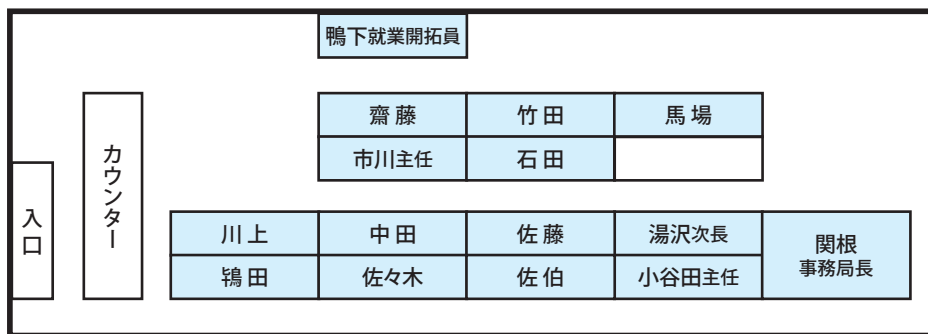 鴨下就業開拓員
齋藤
竹田
馬場
市川主任
石田
カウンター
入口
川上
中田
佐藤
湯沢次長
関根
事務局長
鴇田
佐々木
佐伯
小谷田主任